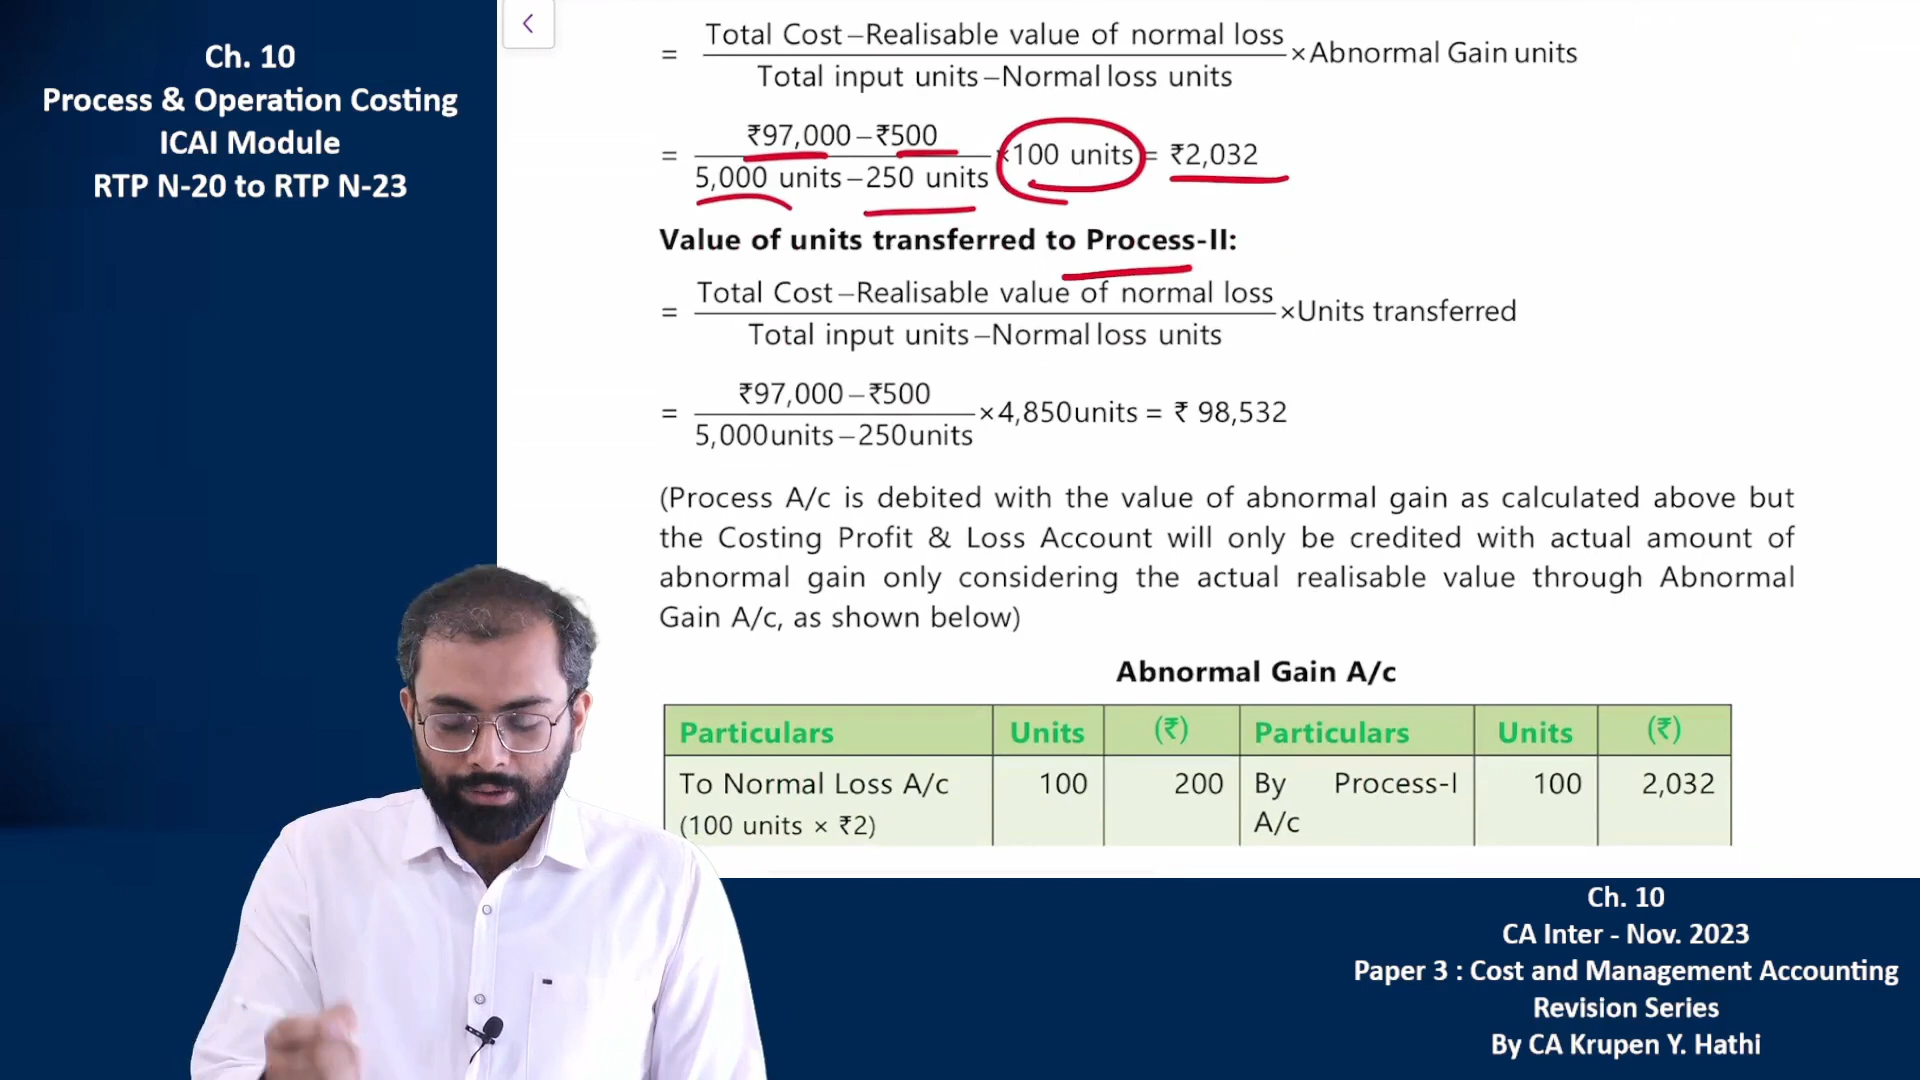 Ch. 10
Process & Operation Costing
ICAI Module
RTP N-20 to RTP N-23
= Total Cost–Realisable value of normal loss / Total input units–Normal loss units ×Abnormal Gain units
= ₹97,000–₹500 / 5,000 units–250 units ×100 units = ₹2,032
Value of units transferred to Process-II:
= Total Cost–Realisable value of normal loss / Total input units–Normal loss units ×Units transferred
= ₹97,000–₹500 / 5,000units–250units ×4,850units = ₹ 98,532
(Process A/c is debited with the value of abnormal gain as calculated above but
the Costing Profit & Loss Account will only be credited with actual amount of
abnormal gain only considering the actual realisable value through Abnormal
Gain A/c, as shown below)
Abnormal Gain A/c
Particulars Units (₹) Particulars Units (₹)
To Normal Loss A/c 100 200 By Process-I 100 2,032
(100 units × ₹2) A/c
Ch. 10
CA Inter - Nov. 2023
Paper 3 : Cost and Management Accounting
Revision Series
By CA Krupen Y. Hathi